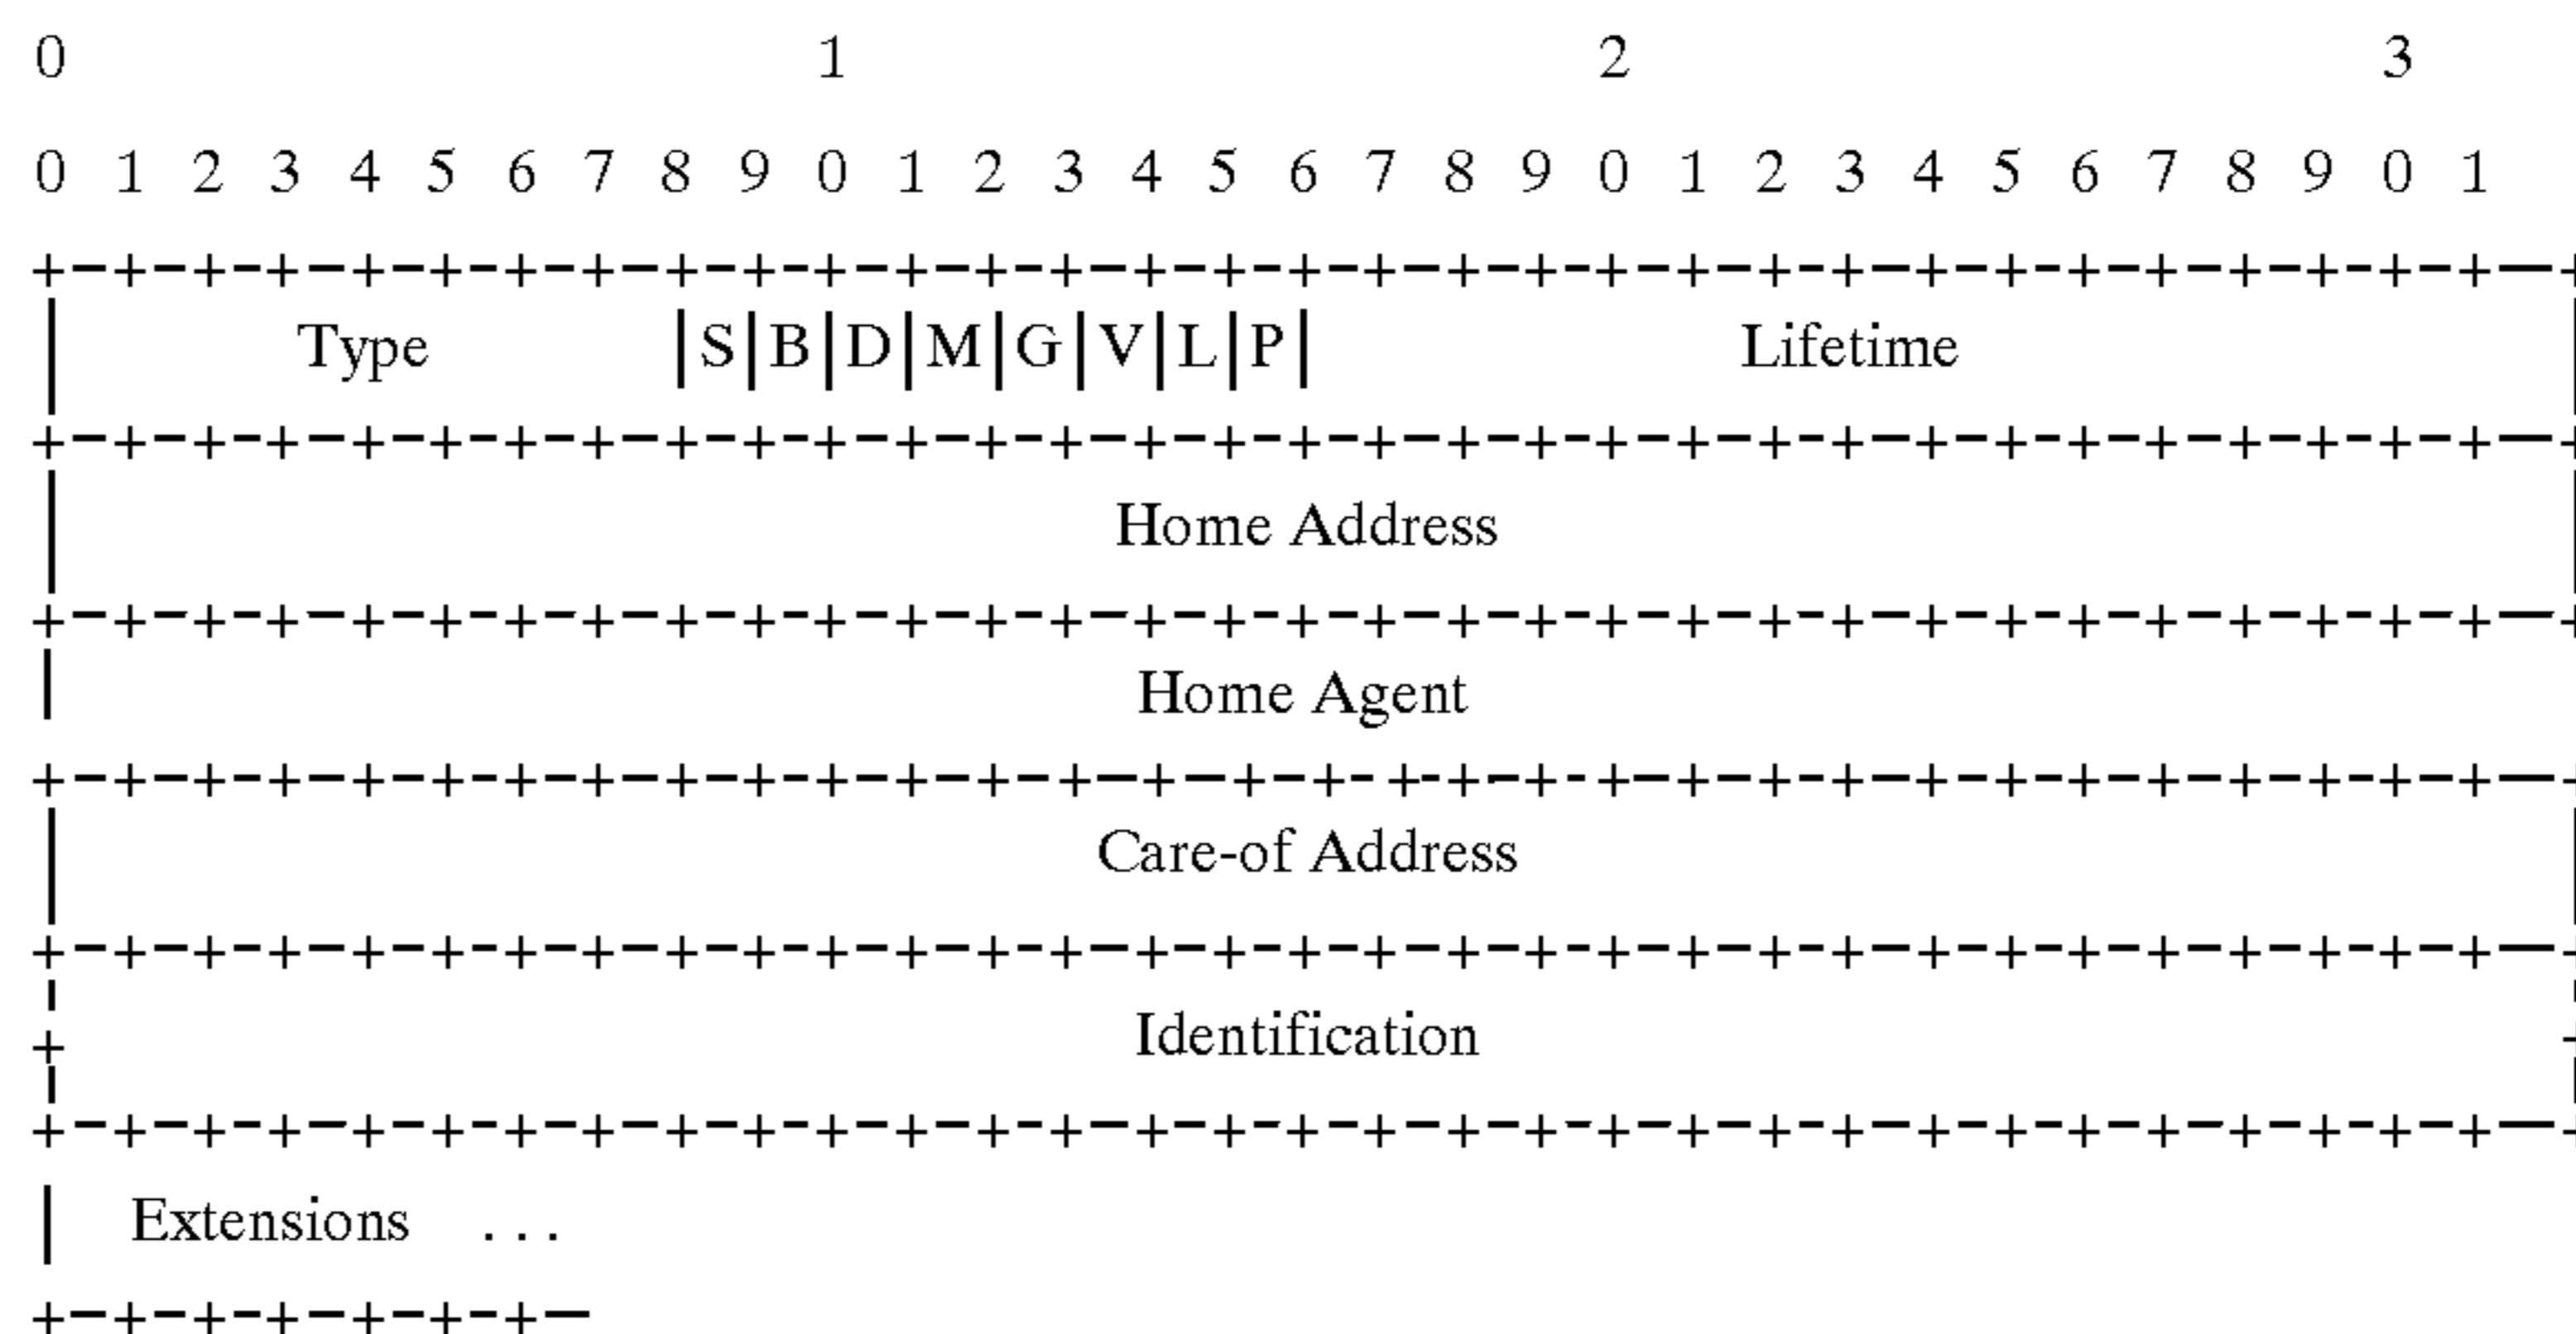 0 1 2 3
0 1 2 3 4 5 6 7 8 9 0 1 2 3 4 5 6 7 8 9 0 1 2 3 4 5 6 7 8 9 0 1
+-+-+-+-+-+-+-+-+-+-+-+-+-+-+-+-+-+-+-+-+-+-+-+-+-+-+-+-+-+-+-+-+
| Type |S|B|D|M|G|V|L|P| Lifetime |
+-+-+-+-+-+-+-+-+-+-+-+-+-+-+-+-+-+-+-+-+-+-+-+-+-+-+-+-+-+-+-+-+
| Home Address |
+-+-+-+-+-+-+-+-+-+-+-+-+-+-+-+-+-+-+-+-+-+-+-+-+-+-+-+-+-+-+-+-+
| Home Agent
+-+-+-+-+-+-+-+-+-+-+-+-+-+-+-+-+-+-+-+-+-+-+-+-+-+-+-+-+-+-+-+-+
| Care-of Address |
+-+-+-+-+-+-+-+-+-+-+-+-+-+-+-+-+-+-+-+-+-+-+-+-+-+-+-+-+-+-+-+-+
| |
+ Identification +
| |
+-+-+-+-+-+-+-+-+-+-+-+-+-+-+-+-+-+-+-+-+-+-+-+-+-+-+-+-+-+-+-+-+
| Extensions ...
+-+-+-+-+-+-+-